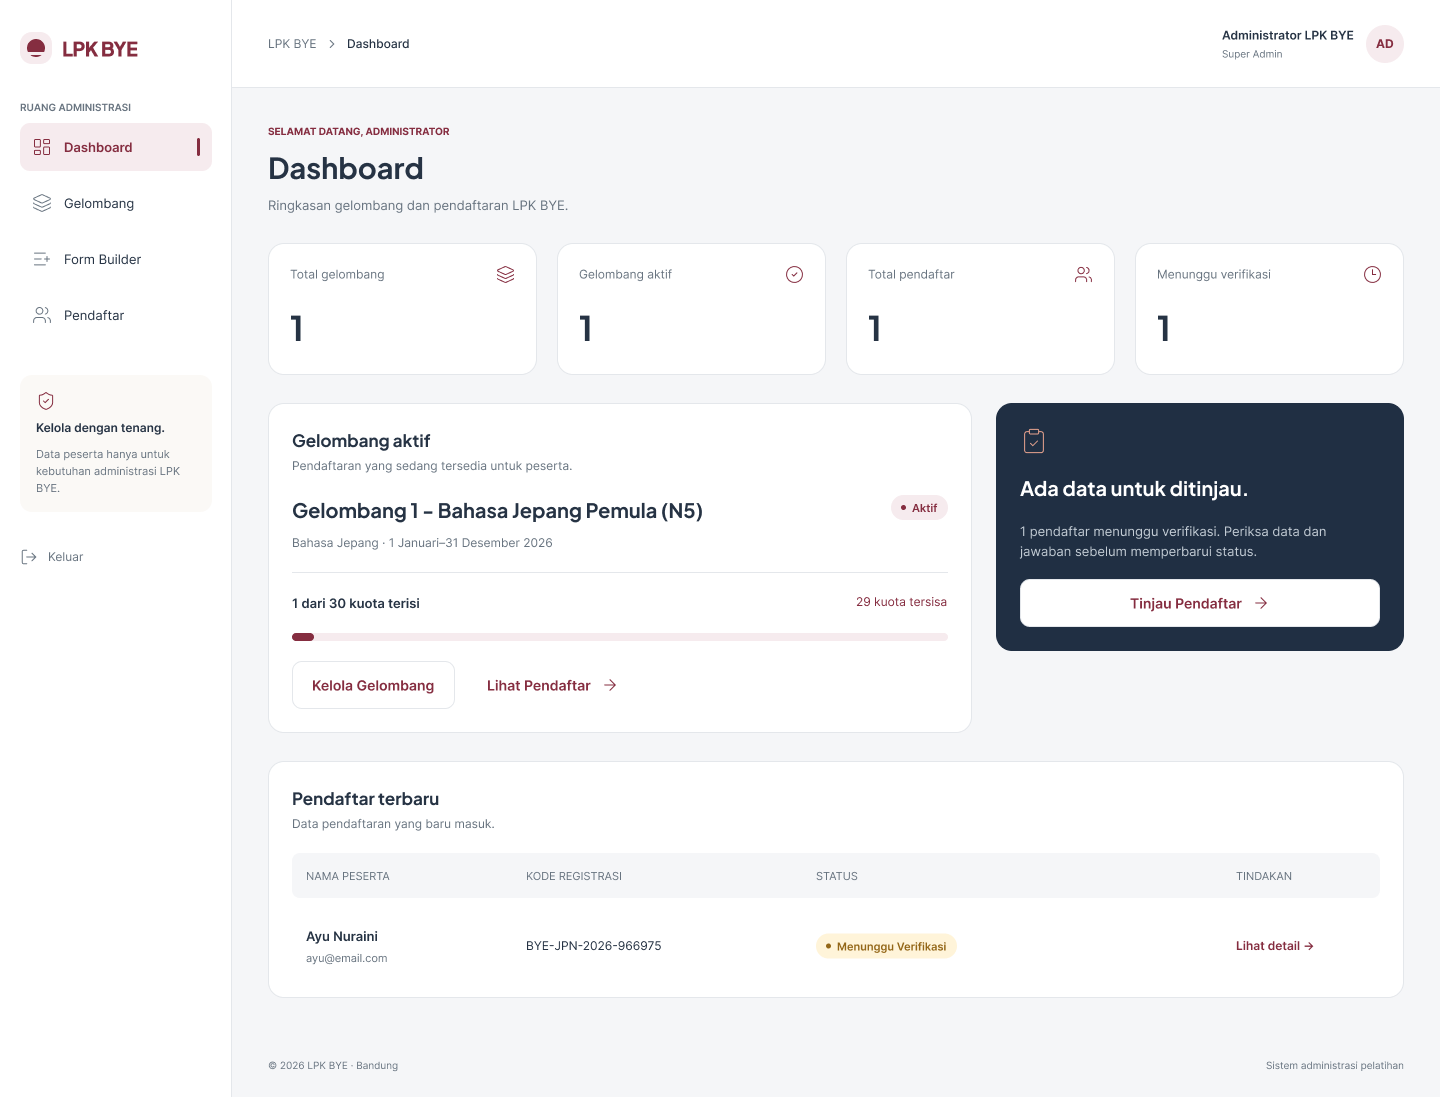 LPK BYE
RUANG ADMINISTRASI
Dashboard
Gelombang
Form Builder
Pendaftar
Kelola dengan tenang.
Data peserta hanya untuk
kebutuhan administrasi LPK
BYE.
Keluar
LPK BYE > Dashboard
Administrator LPK BYE
Super Admin
AD
SELAMAT DATANG, ADMINISTRATOR
Dashboard
Ringkasan gelombang dan pendaftaran LPK BYE.
Total gelombang
1
Gelombang aktif
1
Total pendaftar
1
Menunggu verifikasi
1
Gelombang aktif
Pendaftaran yang sedang tersedia untuk peserta.
Gelombang 1 - Bahasa Jepang Pemula (N5)
Aktif
Bahasa Jepang · 1 Januari–31 Desember 2026
1 dari 30 kuota terisi
29 kuota tersisa
Kelola Gelombang
Lihat Pendaftar →
Ada data untuk ditinjau.
1 pendaftar menunggu verifikasi. Periksa data dan
jawaban sebelum memperbarui status.
Tinjau Pendaftar →
Pendaftar terbaru
Data pendaftaran yang baru masuk.
NAMA PESERTA KODE REGISTRASI STATUS TINDAKAN
Ayu Nuraini
ayu@email.com
BYE-JPN-2026-966975
Menunggu Verifikasi
Lihat detail →
© 2026 LPK BYE · Bandung
Sistem administrasi pelatihan